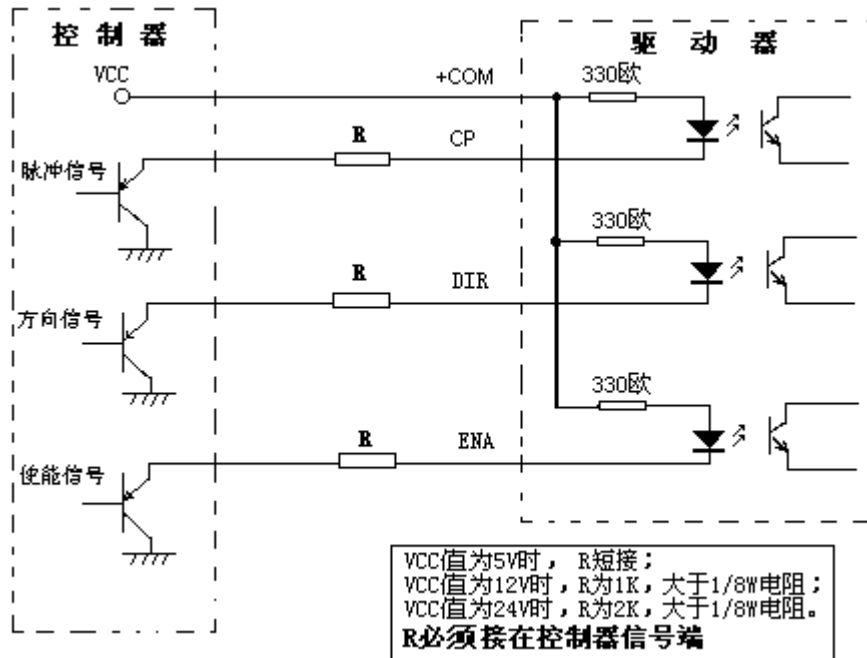 控制器
驱动器
VCC
+COM
330欧
R
CP
脉冲信号
330欧
R
DIR
方向信号
330欧
R
ENA
使能信号
VCC值为5V时， R短接；
VCC值为12V时，R为1K，大于1/8W电阻；
VCC值为24V时，R为2K，大于1/8W电阻。
R必须接在控制器信号端